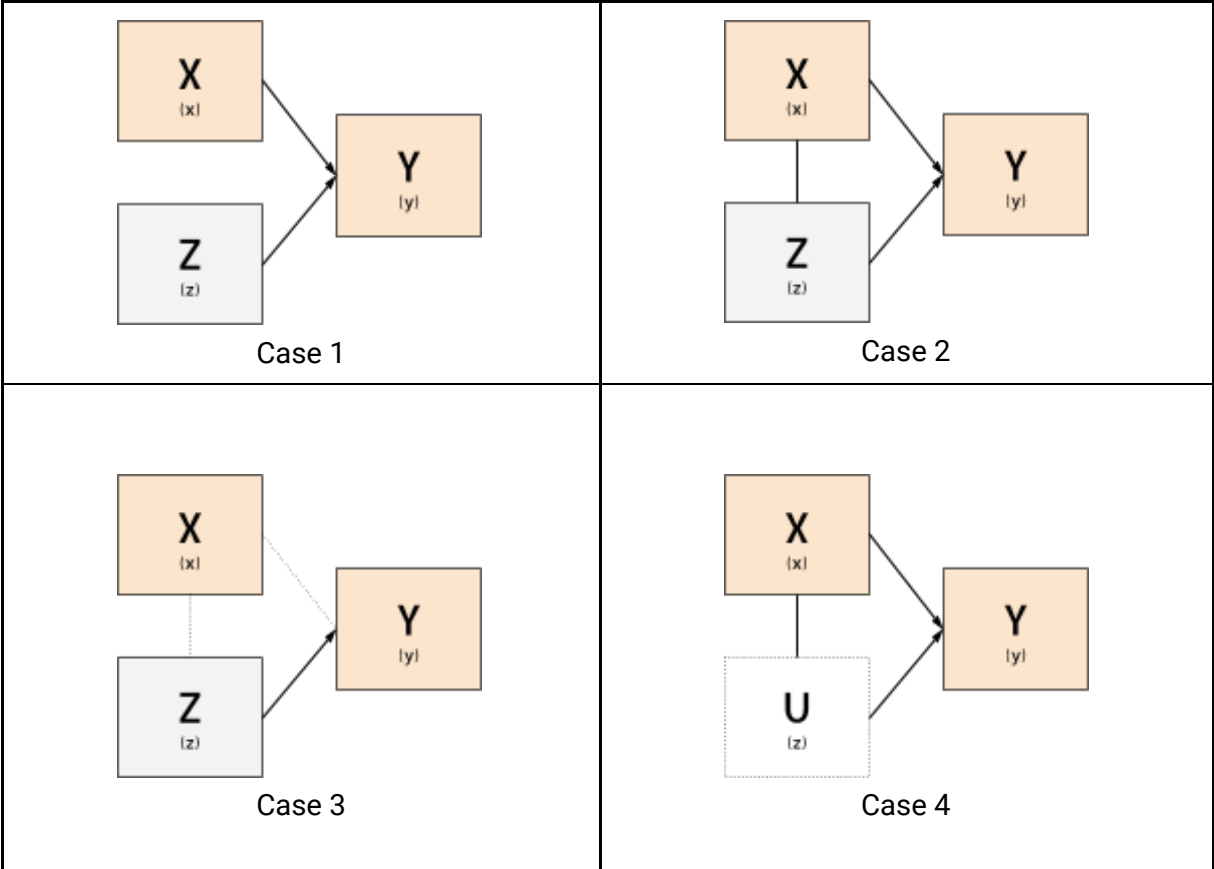 X
(x)
Y
(y)
Z
(z)
Case 1
X
(x)
Y
(y)
Z
(z)
Case 2
X
(x)
Y
(y)
Z
(z)
Case 3
X
(x)
Y
(y)
U
(z)
Case 4